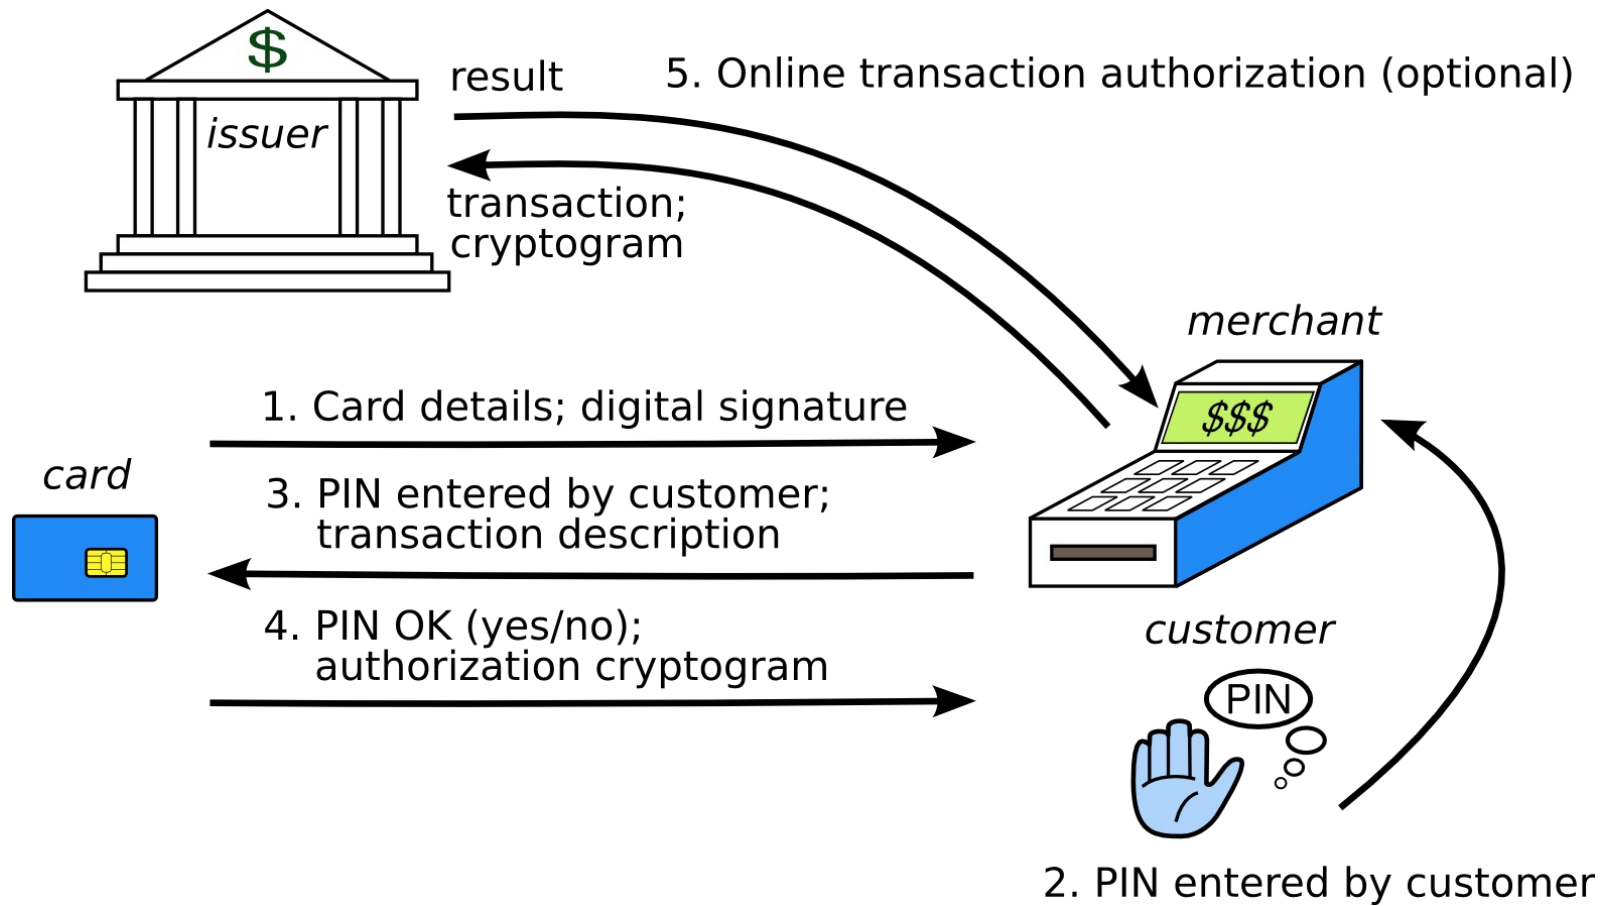 $
issuer
result
5. Online transaction authorization (optional)
transaction;
cryptogram
merchant
$$$
1. Card details; digital signature
card
3. PIN entered by customer;
transaction description
4. PIN OK (yes/no);
authorization cryptogram
customer
PIN
2. PIN entered by customer